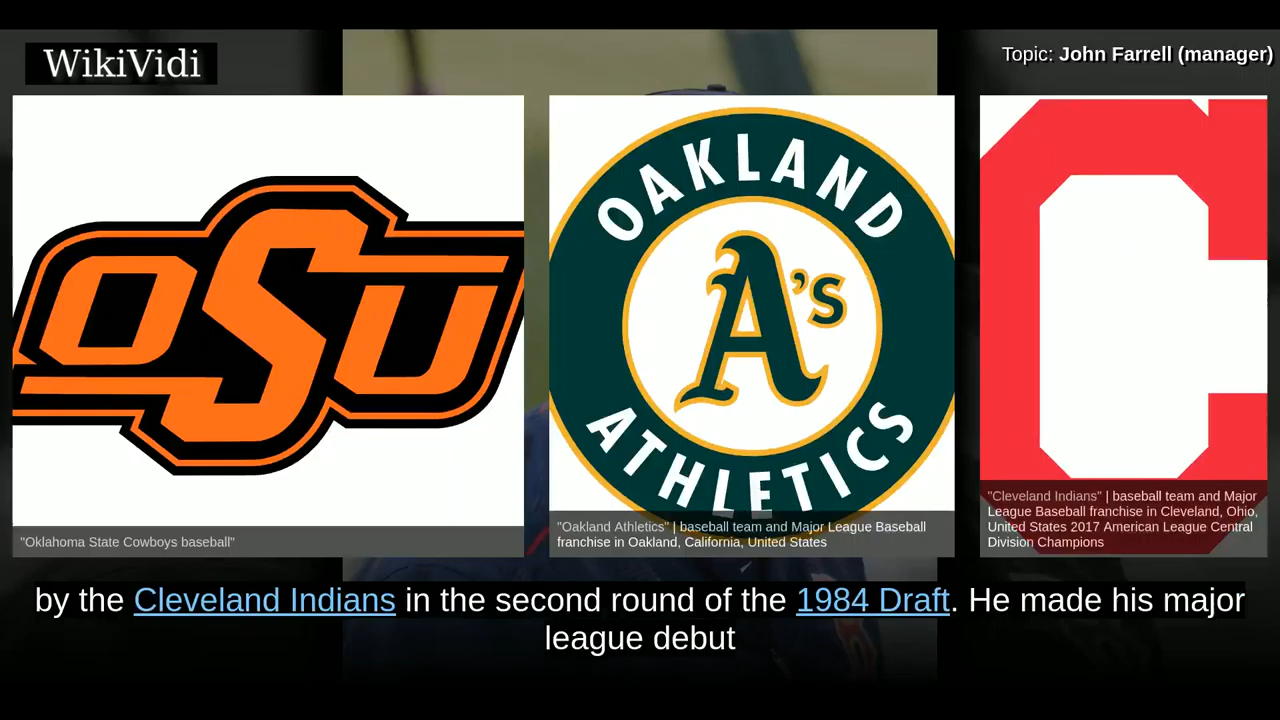 WikiVidi
Topic: John Farrell (manager)
OSU
OAKLAND
A's
ATHLETICS
C
"Oklahoma State Cowboys baseball"
"Oakland Athletics" | baseball team and Major League Baseball
franchise in Oakland, California, United States
"Cleveland Indians" | baseball team and Major
League Baseball franchise in Cleveland, Ohio,
United States 2017 American League Central
Division Champions
by the Cleveland Indians in the second round of the 1984 Draft. He made his major
league debut